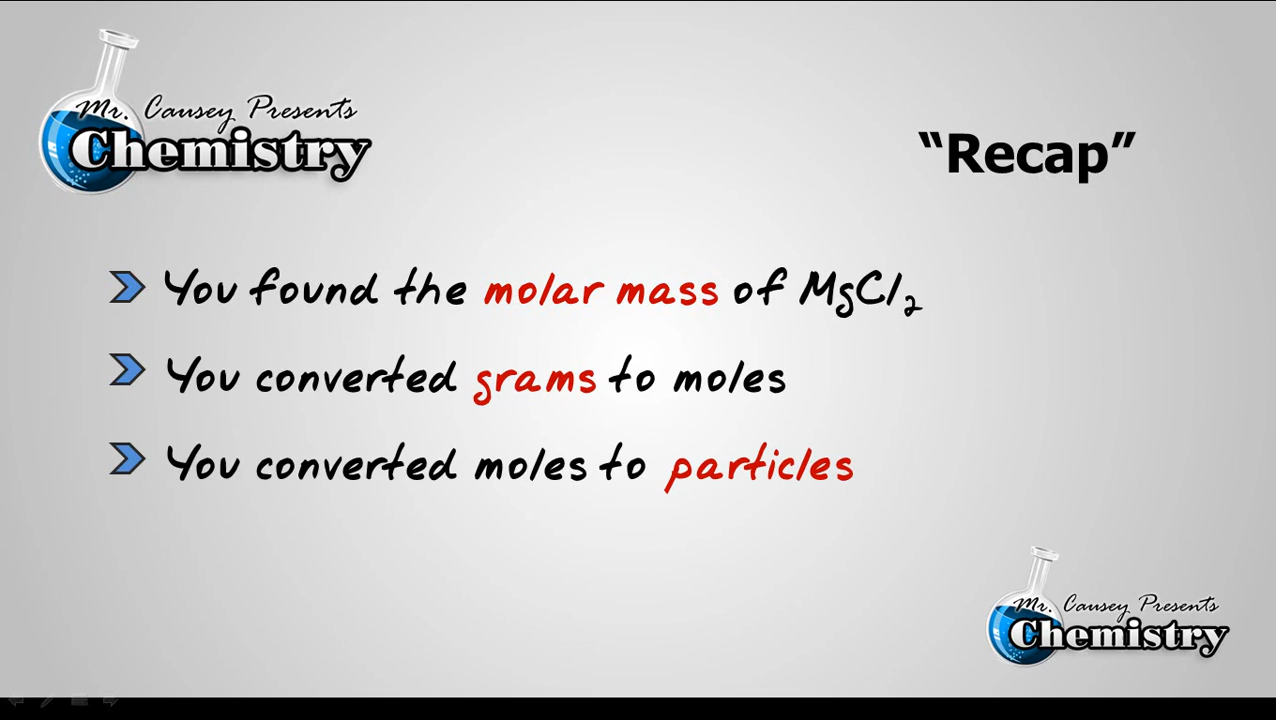 Mr. Causey Presents
Chemistry
“Recap”
You found the molar mass of MgCl₂
You converted grams to moles
You converted moles to particles
Mr. Causey Presents
Chemistry